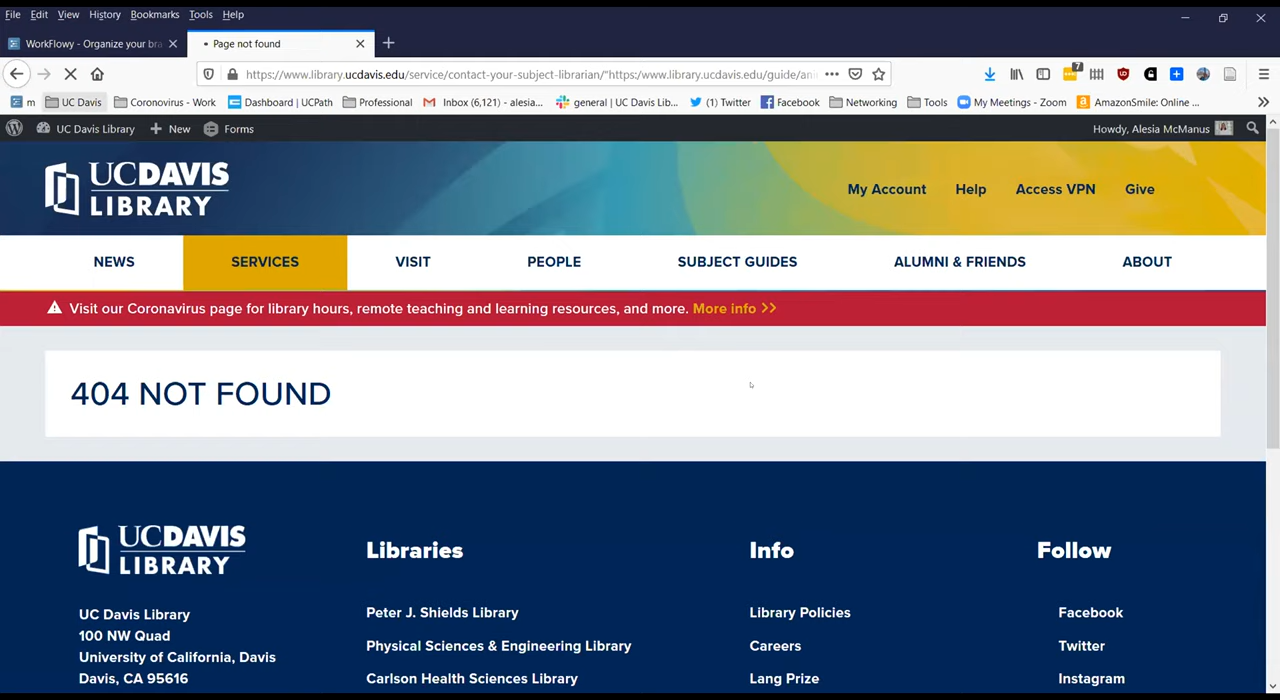 File Edit View History Bookmarks Tools Help
WorkFlowy - Organize your bra
• Page not found
https://www.library.ucdavis.edu/service/contact-your-subject-librarian/"https:/www.library.ucdavis.edu/guide/ani
7
m UC Davis Coronavirus - Work Dashboard | UCPath Professional Inbox (6,121) - alesia... general | UC Davis Lib... (1) Twitter Facebook Networking Tools My Meetings - Zoom AmazonSmile: Online ...
UC Davis Library + New Forms Howdy, Alesia McManus
UCDAVIS
LIBRARY
My Account Help Access VPN Give
NEWS SERVICES VISIT PEOPLE SUBJECT GUIDES ALUMNI & FRIENDS ABOUT
Visit our Coronavirus page for library hours, remote teaching and learning resources, and more. More info >>
404 NOT FOUND
UCDAVIS
LIBRARY
Libraries Info Follow
UC Davis Library Peter J. Shields Library Library Policies Facebook
100 NW Quad
University of California, Davis Physical Sciences & Engineering Library Careers Twitter
Davis, CA 95616 Carlson Health Sciences Library Lang Prize Instagram